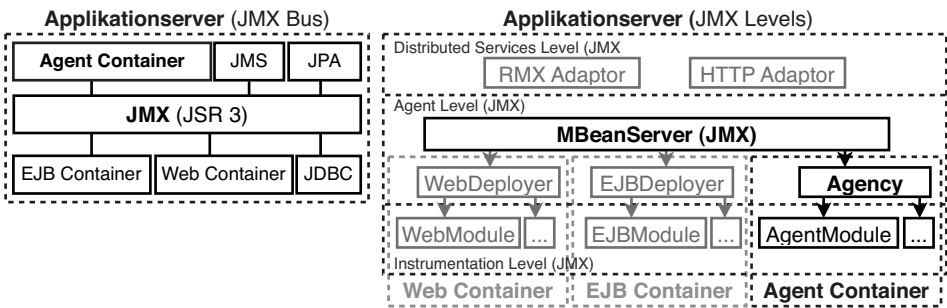 Applikationserver (JMX Bus)
Agent Container
JMS
JPA
JMX (JSR 3)
EJB Container
Web Container
JDBC
Applikationserver (JMX Levels)
Distributed Services Level (JMX
RMX Adaptor
HTTP Adaptor
Agent Level (JMX)
MBeanServer (JMX)
WebDeployer
EJBDeployer
Agency
WebModule
...
EJBModule
...
AgentModule
...
Instrumentation Level (JMX)
Web Container
EJB Container
Agent Container